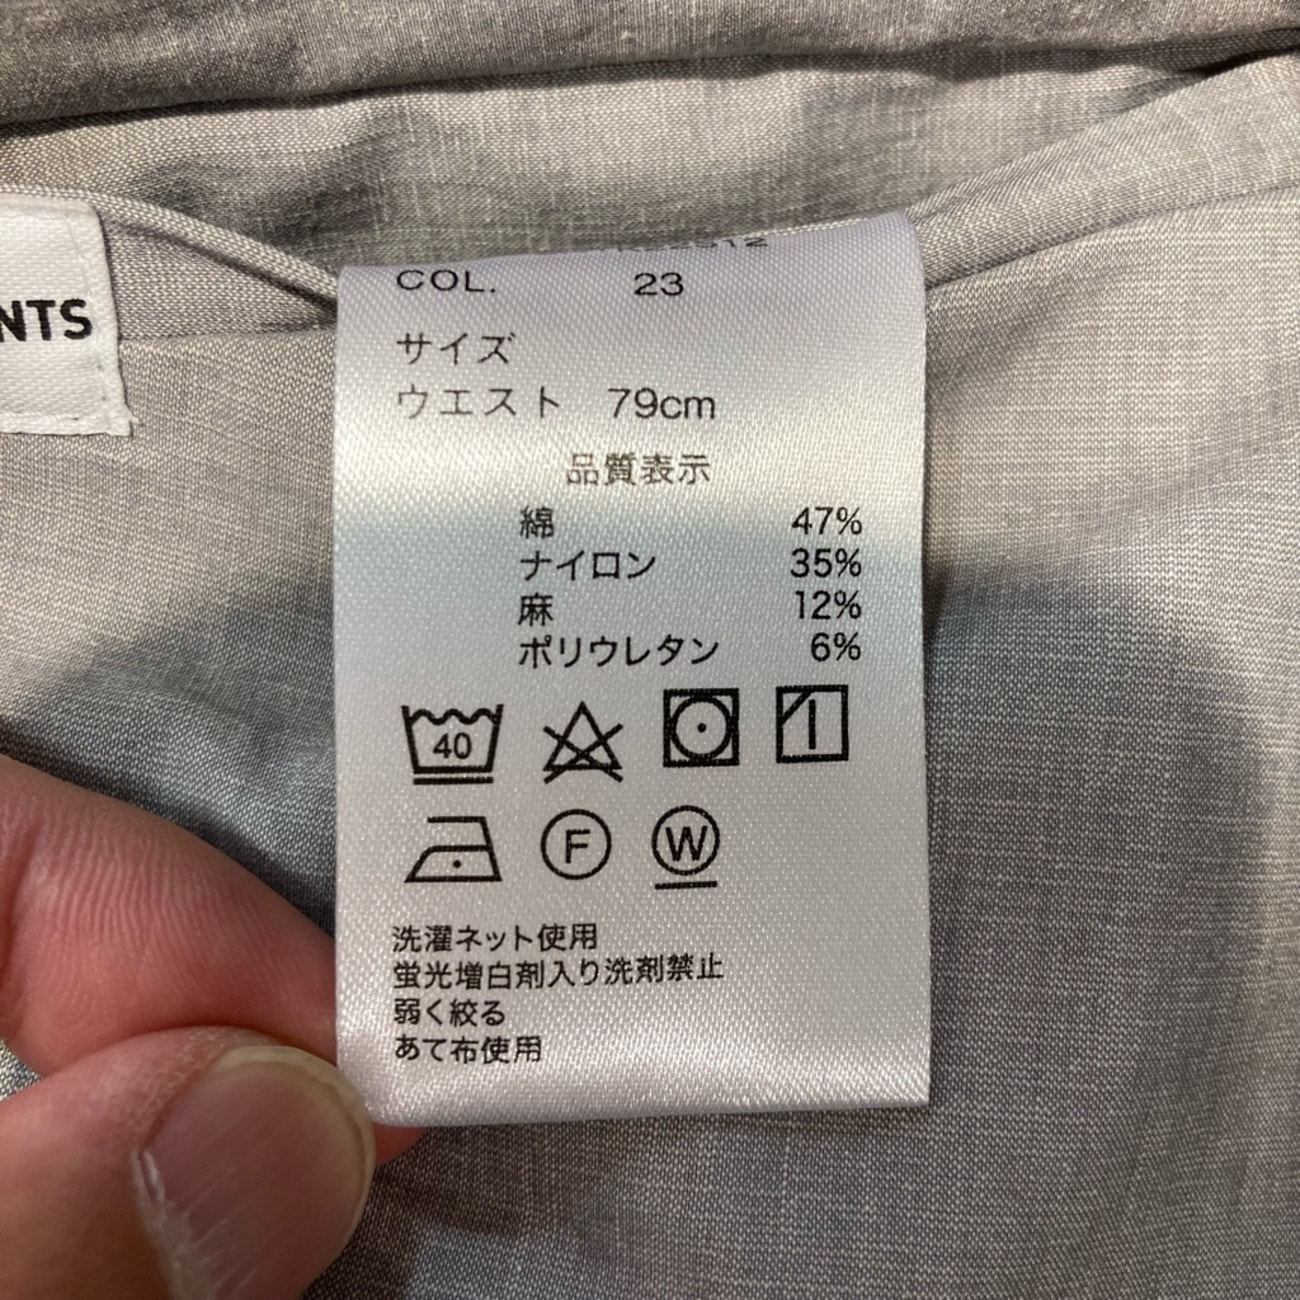 NTS
COL. 23
サイズ
ウエスト 79cm
品質表示
綿 47%
ナイロン 35%
麻 12%
ポリウレタン 6%
40
F W
洗濯ネット使用
蛍光増白剤入り洗剤禁止
弱く絞る
あて布使用